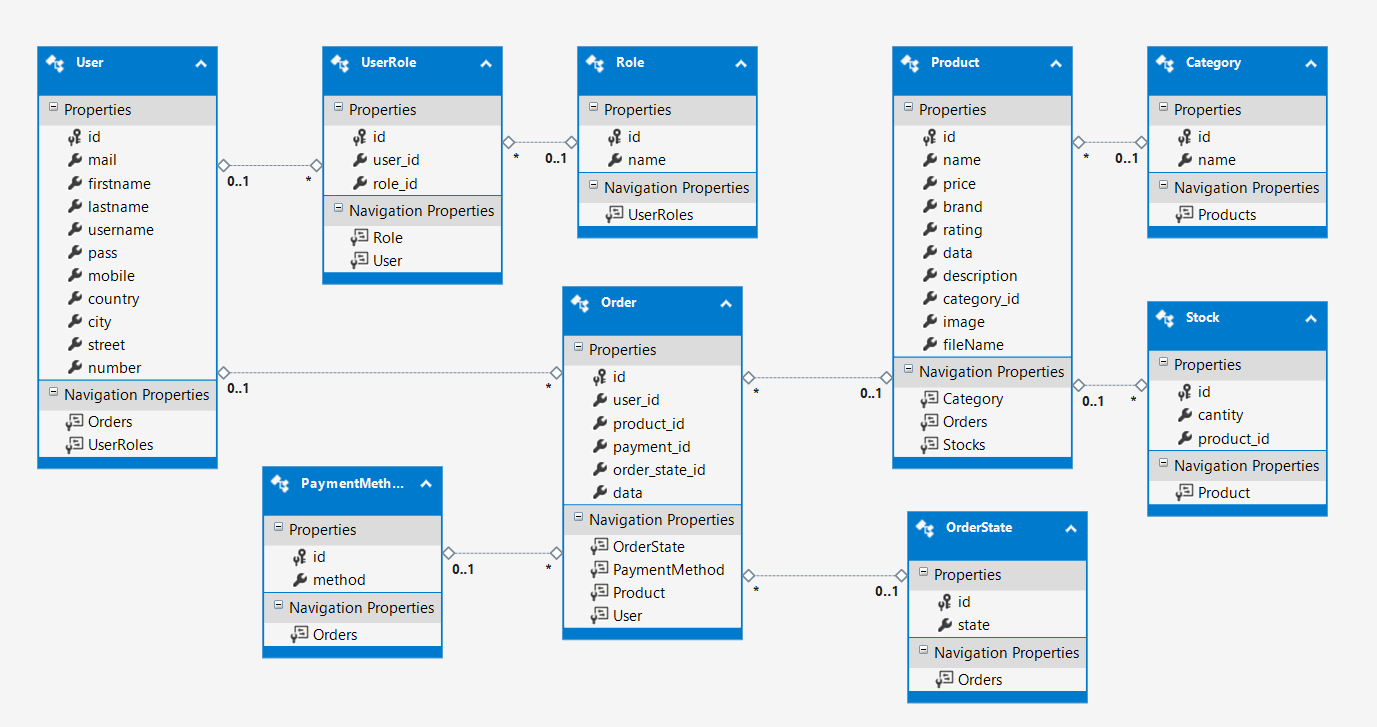 User
Properties
id
mail
firstname
lastname
username
pass
mobile
country
city
street
number
Navigation Properties
Orders
UserRoles
0..1
*
0..1
*
UserRole
Properties
id
user_id
role_id
Navigation Properties
Role
User
*
0..1
Role
Properties
id
name
Navigation Properties
UserRoles
Product
Properties
id
name
price
brand
rating
data
description
category_id
image
fileName
Navigation Properties
Category
Orders
Stocks
*
0..1
0..1
*
Category
Properties
id
name
Navigation Properties
Products
Order
Properties
id
user_id
product_id
payment_id
order_state_id
data
Navigation Properties
OrderState
PaymentMethod
Product
User
*
0..1
*
0..1
Stock
Properties
id
cantity
product_id
Navigation Properties
Product
PaymentMeth...
Properties
id
method
Navigation Properties
Orders
0..1
*
OrderState
Properties
id
state
Navigation Properties
Orders